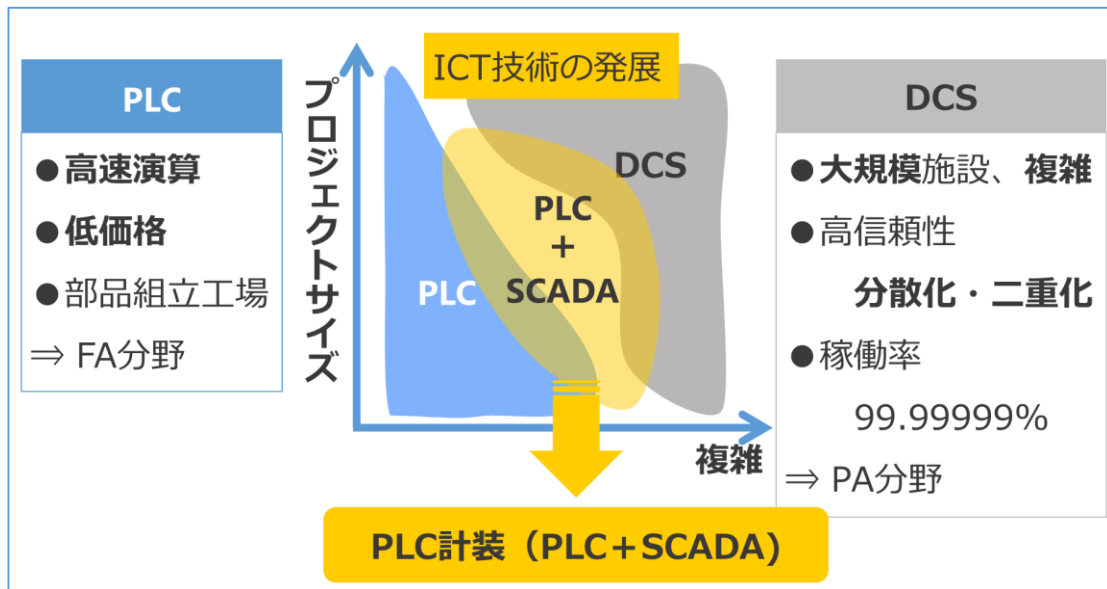 PLC
●高速演算
●低価格
●部品組立工場
⇒ FA分野
ICT技術の発展
プロジェクトサイズ
PLC
PLC
+
SCADA
DCS
複雑
DCS
●大規模施設、複雑
●高信頼性
分散化・二重化
●稼働率
99.99999%
⇒ PA分野
PLC計装（PLC＋SCADA)